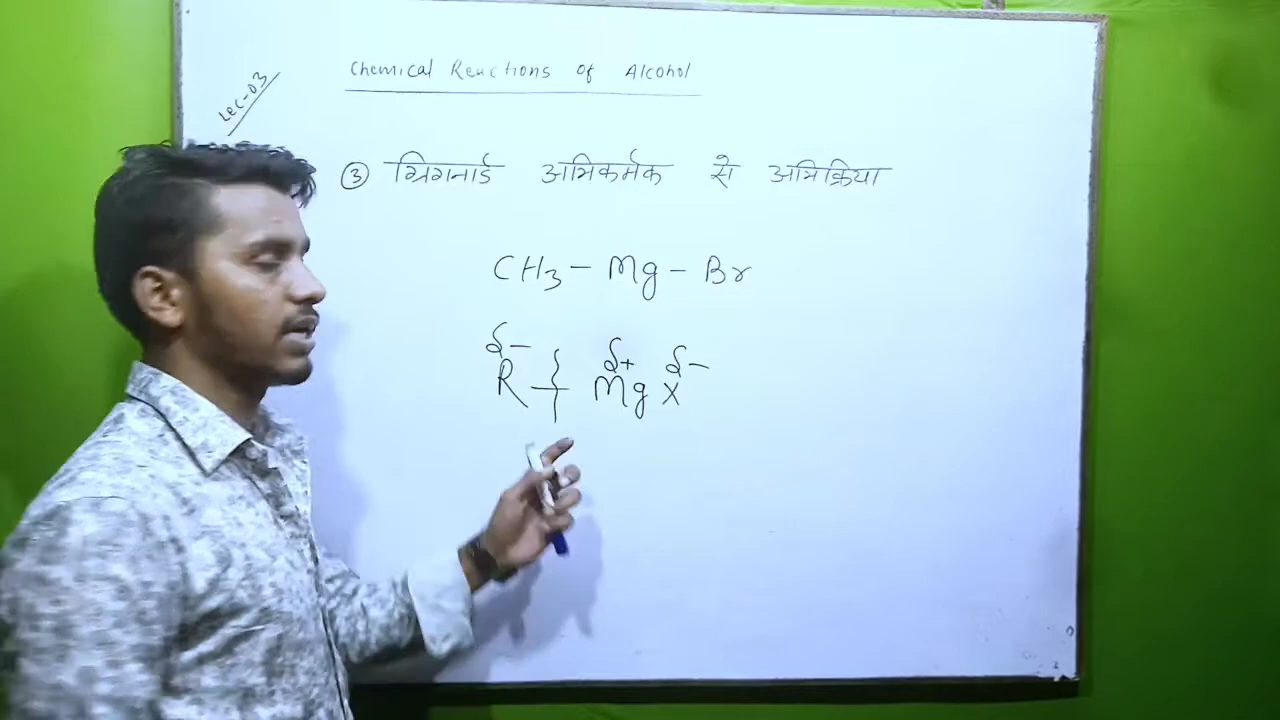 Chemical Reactions of Alcohol
Lec-03
③ ग्रिगनार्ड अभिकर्मक से अभिक्रिया
CH3 - Mg - Br
δ- δ+ δ-
R - Mg X